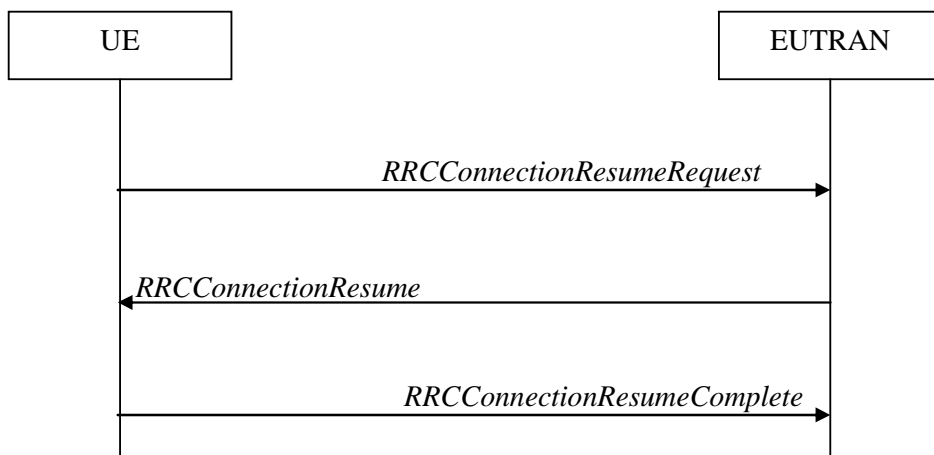 UE
EUTRAN
RRCConnectionResumeRequest
RRCConnectionResume
RRCConnectionResumeComplete